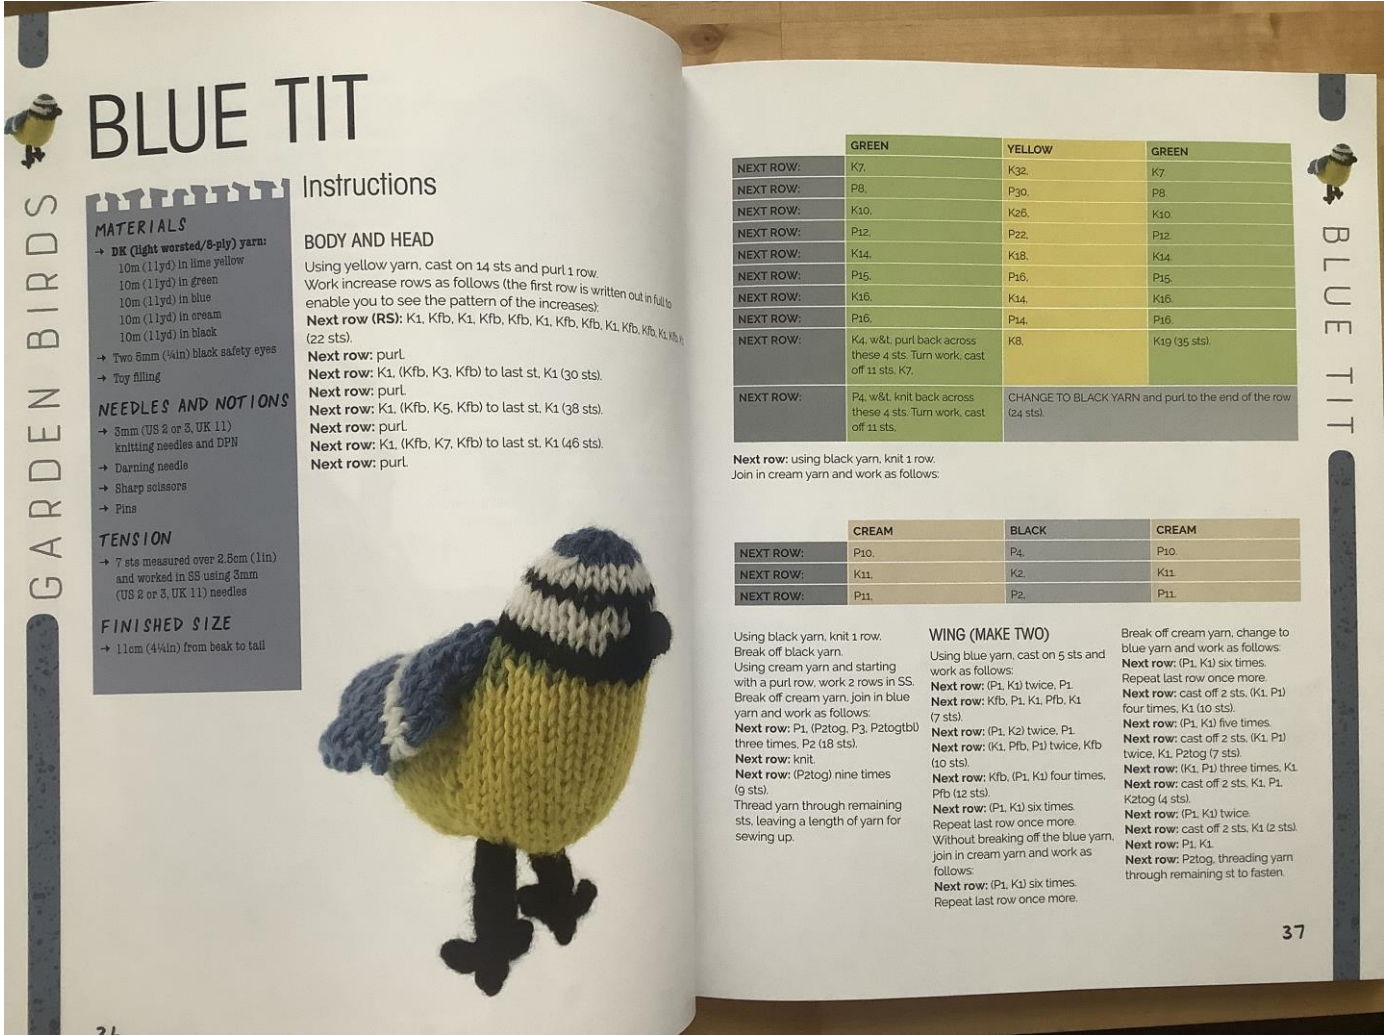 GARDEN BIRDS
BLUE TIT
MATERIALS
→ DK (light worsted/8-ply) yarn:
10m (11yd) in lime yellow
10m (11yd) in green
10m (11yd) in blue
10m (11yd) in cream
10m (11yd) in black
→ Two 5mm (¼in) black safety eyes
→ Toy filling
NEEDLES AND NOTIONS
→ 3mm (US 2 or 3, UK 11)
knitting needles and DPN
→ Darning needle
→ Sharp scissors
→ Pins
TENSION
→ 7 sts measured over 2.5cm (1in)
and worked in SS using 3mm
(US 2 or 3, UK 11) needles
FINISHED SIZE
→ 11cm (4¼in) from beak to tail
Instructions
BODY AND HEAD
Using yellow yarn, cast on 14 sts and purl 1 row.
Work increase rows as follows (the first row is written out in full to
enable you to see the pattern of the increases):
Next row (RS): K1, Kfb, K1, Kfb, Kfb, K1, Kfb, Kfb, K1, Kfb, Kfb, K1, Kfb,
(22 sts).
Next row: purl.
Next row: K1, (Kfb, K3, Kfb) to last st, K1 (30 sts).
Next row: purl.
Next row: K1, (Kfb, K5, Kfb) to last st, K1 (38 sts).
Next row: purl.
Next row: K1, (Kfb, K7, Kfb) to last st, K1 (46 sts).
Next row: purl.
36
GREEN YELLOW GREEN
NEXT ROW: K7, K32, K7.
NEXT ROW: P8, P30, P8.
NEXT ROW: K10, K26, K10.
NEXT ROW: P12, P22, P12.
NEXT ROW: K14, K18, K14.
NEXT ROW: P15, P16, P15.
NEXT ROW: K16, K14, K16.
NEXT ROW: P16, P14, P16.
NEXT ROW: K4, w&t, purl back across K8, K19 (35 sts).
these 4 sts. Turn work, cast
off 11 sts, K7,
NEXT ROW: P4, w&t, knit back across CHANGE TO BLACK YARN and purl to the end of the row
these 4 sts. Turn work, cast (24 sts).
off 11 sts,
Next row: using black yarn, knit 1 row.
Join in cream yarn and work as follows:
CREAM BLACK CREAM
NEXT ROW: P10, P4, P10.
NEXT ROW: K11, K2, K11.
NEXT ROW: P11, P2, P11.
Using black yarn, knit 1 row.
Break off black yarn.
Using cream yarn and starting
with a purl row, work 2 rows in SS.
Break off cream yarn, join in blue
yarn and work as follows:
Next row: P1, (P2tog, P3, P2togtbl)
three times, P2 (18 sts).
Next row: knit.
Next row: (P2tog) nine times
(9 sts).
Thread yarn through remaining
sts, leaving a length of yarn for
sewing up.
WING (MAKE TWO)
Using blue yarn, cast on 5 sts and
work as follows:
Next row: (P1, K1) twice, P1.
Next row: Kfb, P1, K1, Pfb, K1
(7 sts).
Next row: (P1, K2) twice, P1.
Next row: (K1, Pfb, P1) twice, Kfb
(10 sts).
Next row: Kfb, (P1, K1) four times,
Pfb (12 sts).
Next row: (P1, K1) six times.
Repeat last row once more.
Without breaking off the blue yarn,
join in cream yarn and work as
follows:
Next row: (P1, K1) six times.
Repeat last row once more.
Break off cream yarn, change to
blue yarn and work as follows:
Next row: (P1, K1) six times.
Repeat last row once more.
Next row: cast off 2 sts, (K1, P1)
four times, K1 (10 sts).
Next row: (P1, K1) five times.
Next row: cast off 2 sts, (K1, P1)
twice, K1, P2tog (7 sts).
Next row: (K1, P1) three times, K1.
Next row: cast off 2 sts, K1, P1,
K2tog (4 sts).
Next row: (P1, K1) twice.
Next row: cast off 2 sts, K1 (2 sts).
Next row: P1, K1.
Next row: P2tog, threading yarn
through remaining st to fasten.
BLUE TIT
37